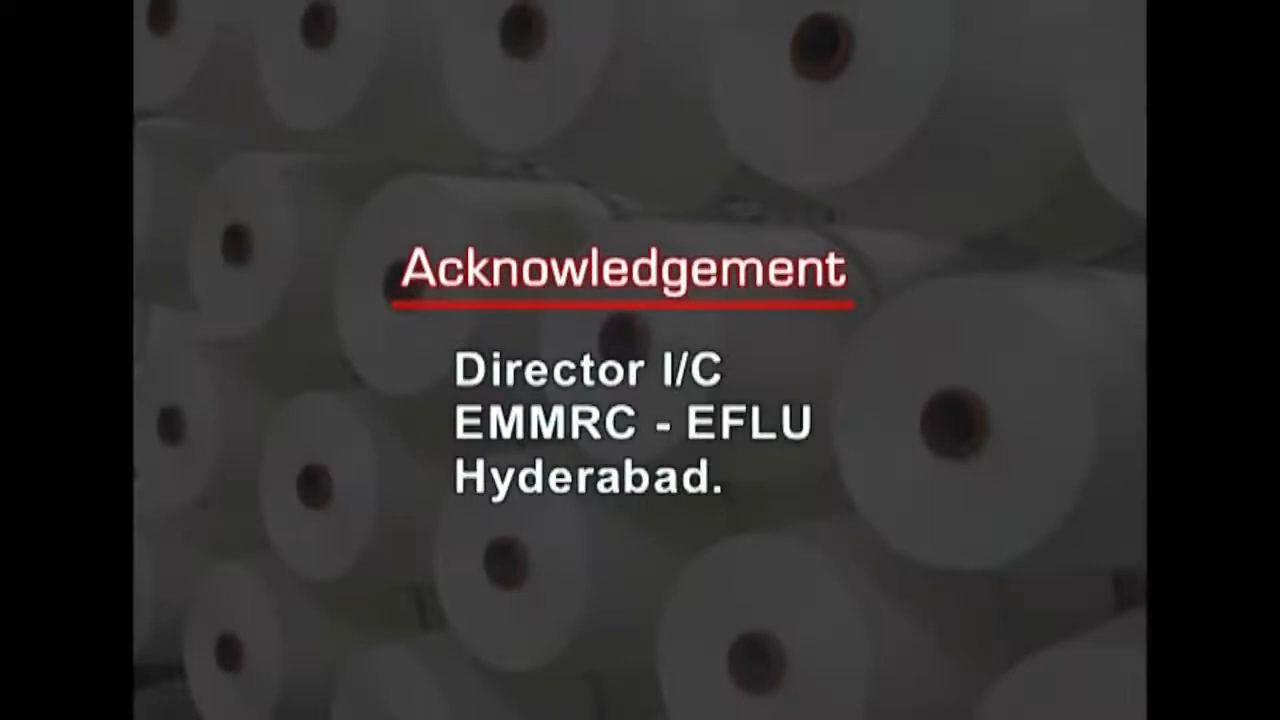 Acknowledgement
Director I/C
EMMRC - EFLU
Hyderabad.